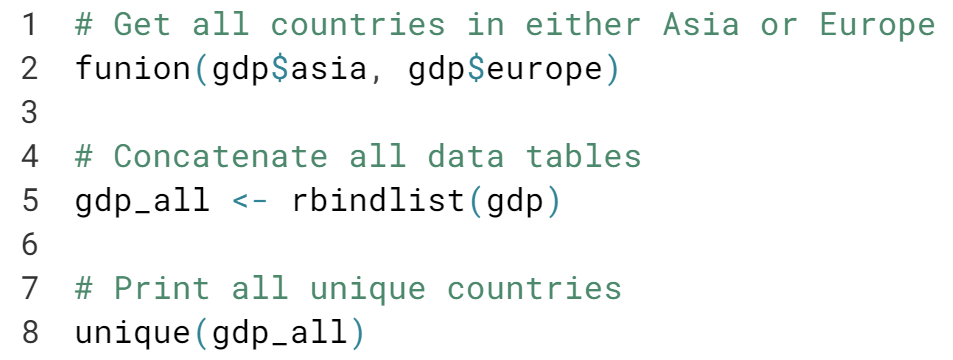 1 # Get all countries in either Asia or Europe
2 funion(gdp$asia, gdp$europe)
3
4 # Concatenate all data tables
5 gdp_all <- rbindlist(gdp)
6
7 # Print all unique countries
8 unique(gdp_all)